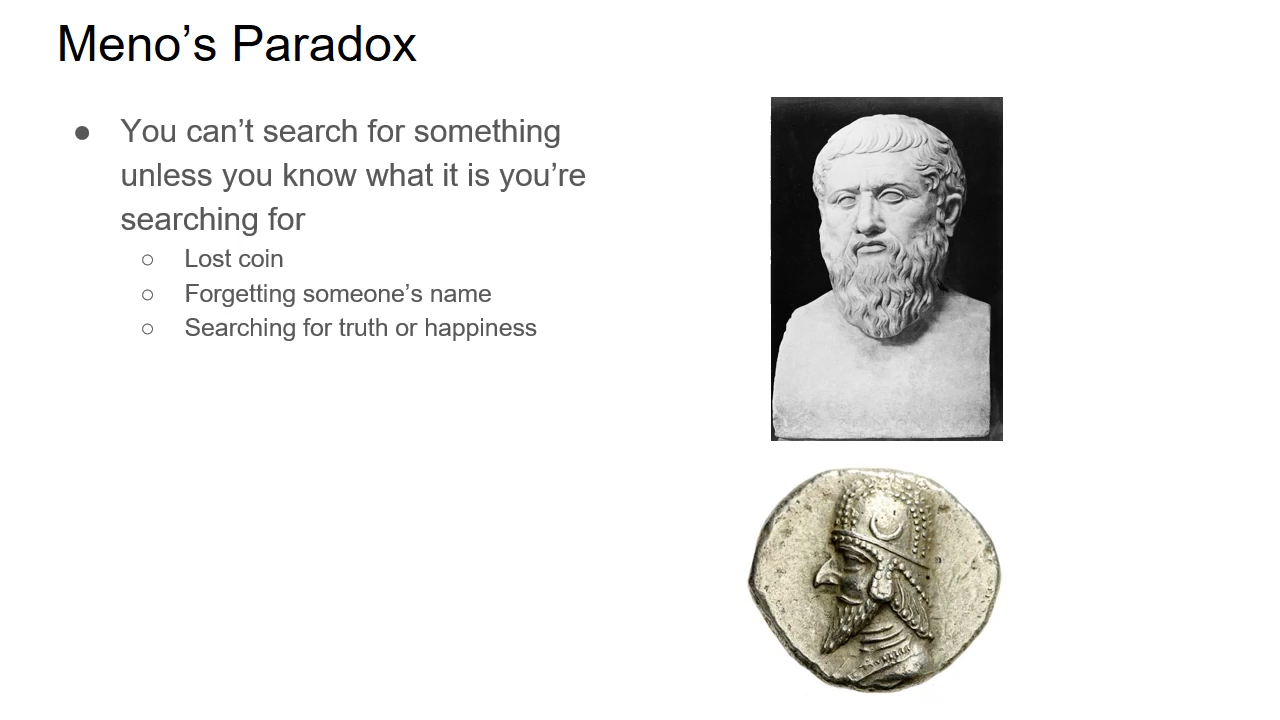 Meno’s Paradox
● You can’t search for something
unless you know what it is you’re
searching for
○ Lost coin
○ Forgetting someone’s name
○ Searching for truth or happiness